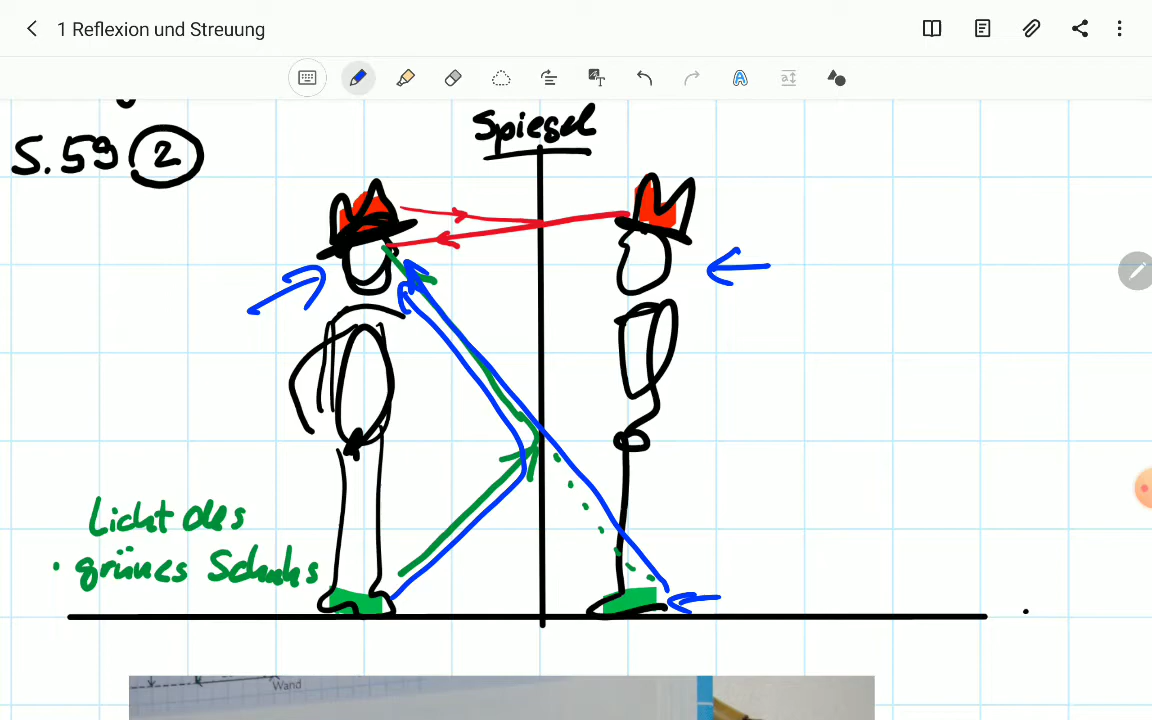 1 Reflexion und Streuung
S. 59 2
Spiegel
Licht des
grünes Schuhs
Wand